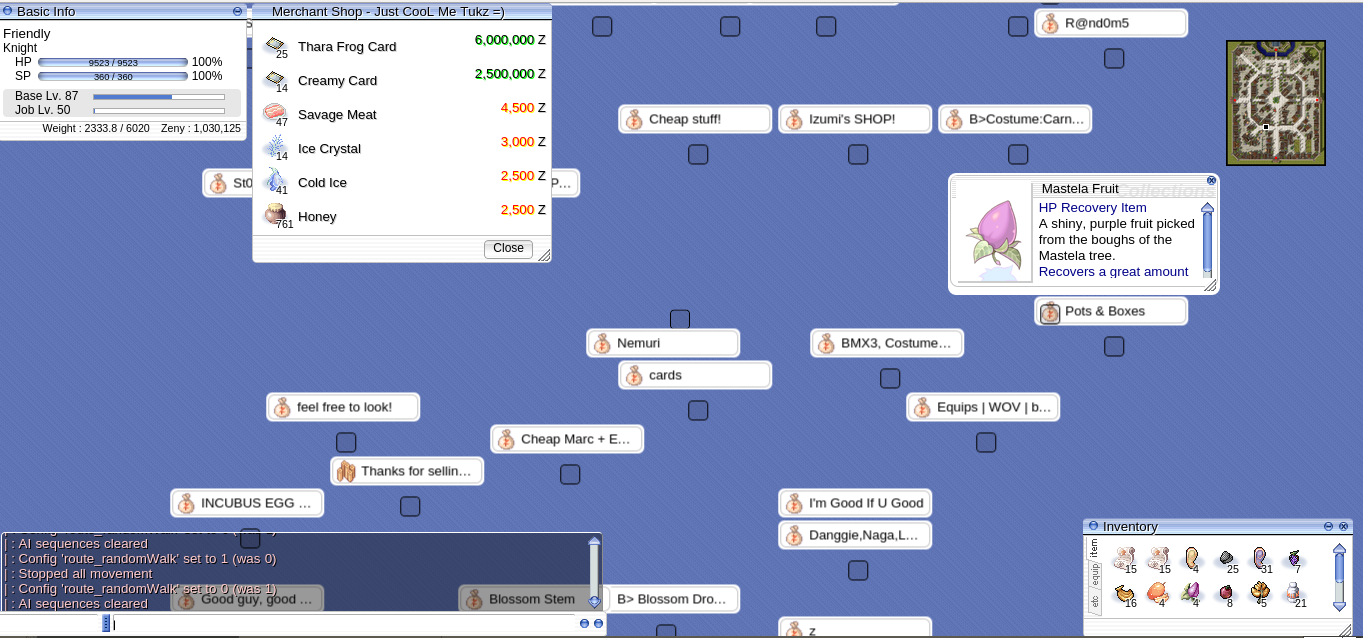 Basic Info
Friendly
Knight
HP 9523 / 9523 100%
SP 360 / 360 100%
Base Lv. 87
Job Lv. 50
Weight : 2333.8 / 6020 Zeny : 1,030,125
Merchant Shop - Just CooL Me Tukz =)
25 Thara Frog Card 6,000,000 Z
14 Creamy Card 2,500,000 Z
47 Savage Meat 4,500 Z
14 Ice Crystal 3,000 Z
41 Cold Ice 2,500 Z
761 Honey 2,500 Z
Close
R@nd0m5
Cheap stuff!
Izumi's SHOP!
B>Costume:Carn...
P...
Mastela Fruit
Collections
HP Recovery Item
A shiny, purple fruit picked
from the boughs of the
Mastela tree.
Recovers a great amount
Pots & Boxes
Nemuri
BMX3, Costume...
cards
feel free to look!
Equips | WOV | b...
Cheap Marc + E...
Thanks for sellin...
INCUBUS EGG ...
I'm Good If U Good
Danggie,Naga,L...
: AI sequences cleared
: Config 'route_randomWalk' set to 1 (was 0)
: Stopped all movement
: Config 'route_randomWalk' set to 0 (was 1)
: AI sequences cleared
Good guy, good ...
Blossom Stem
B> Blossom Dro...
z
Inventory
item
equip
etc
15 15 4 25 31 7
16 4 4 8 45 21